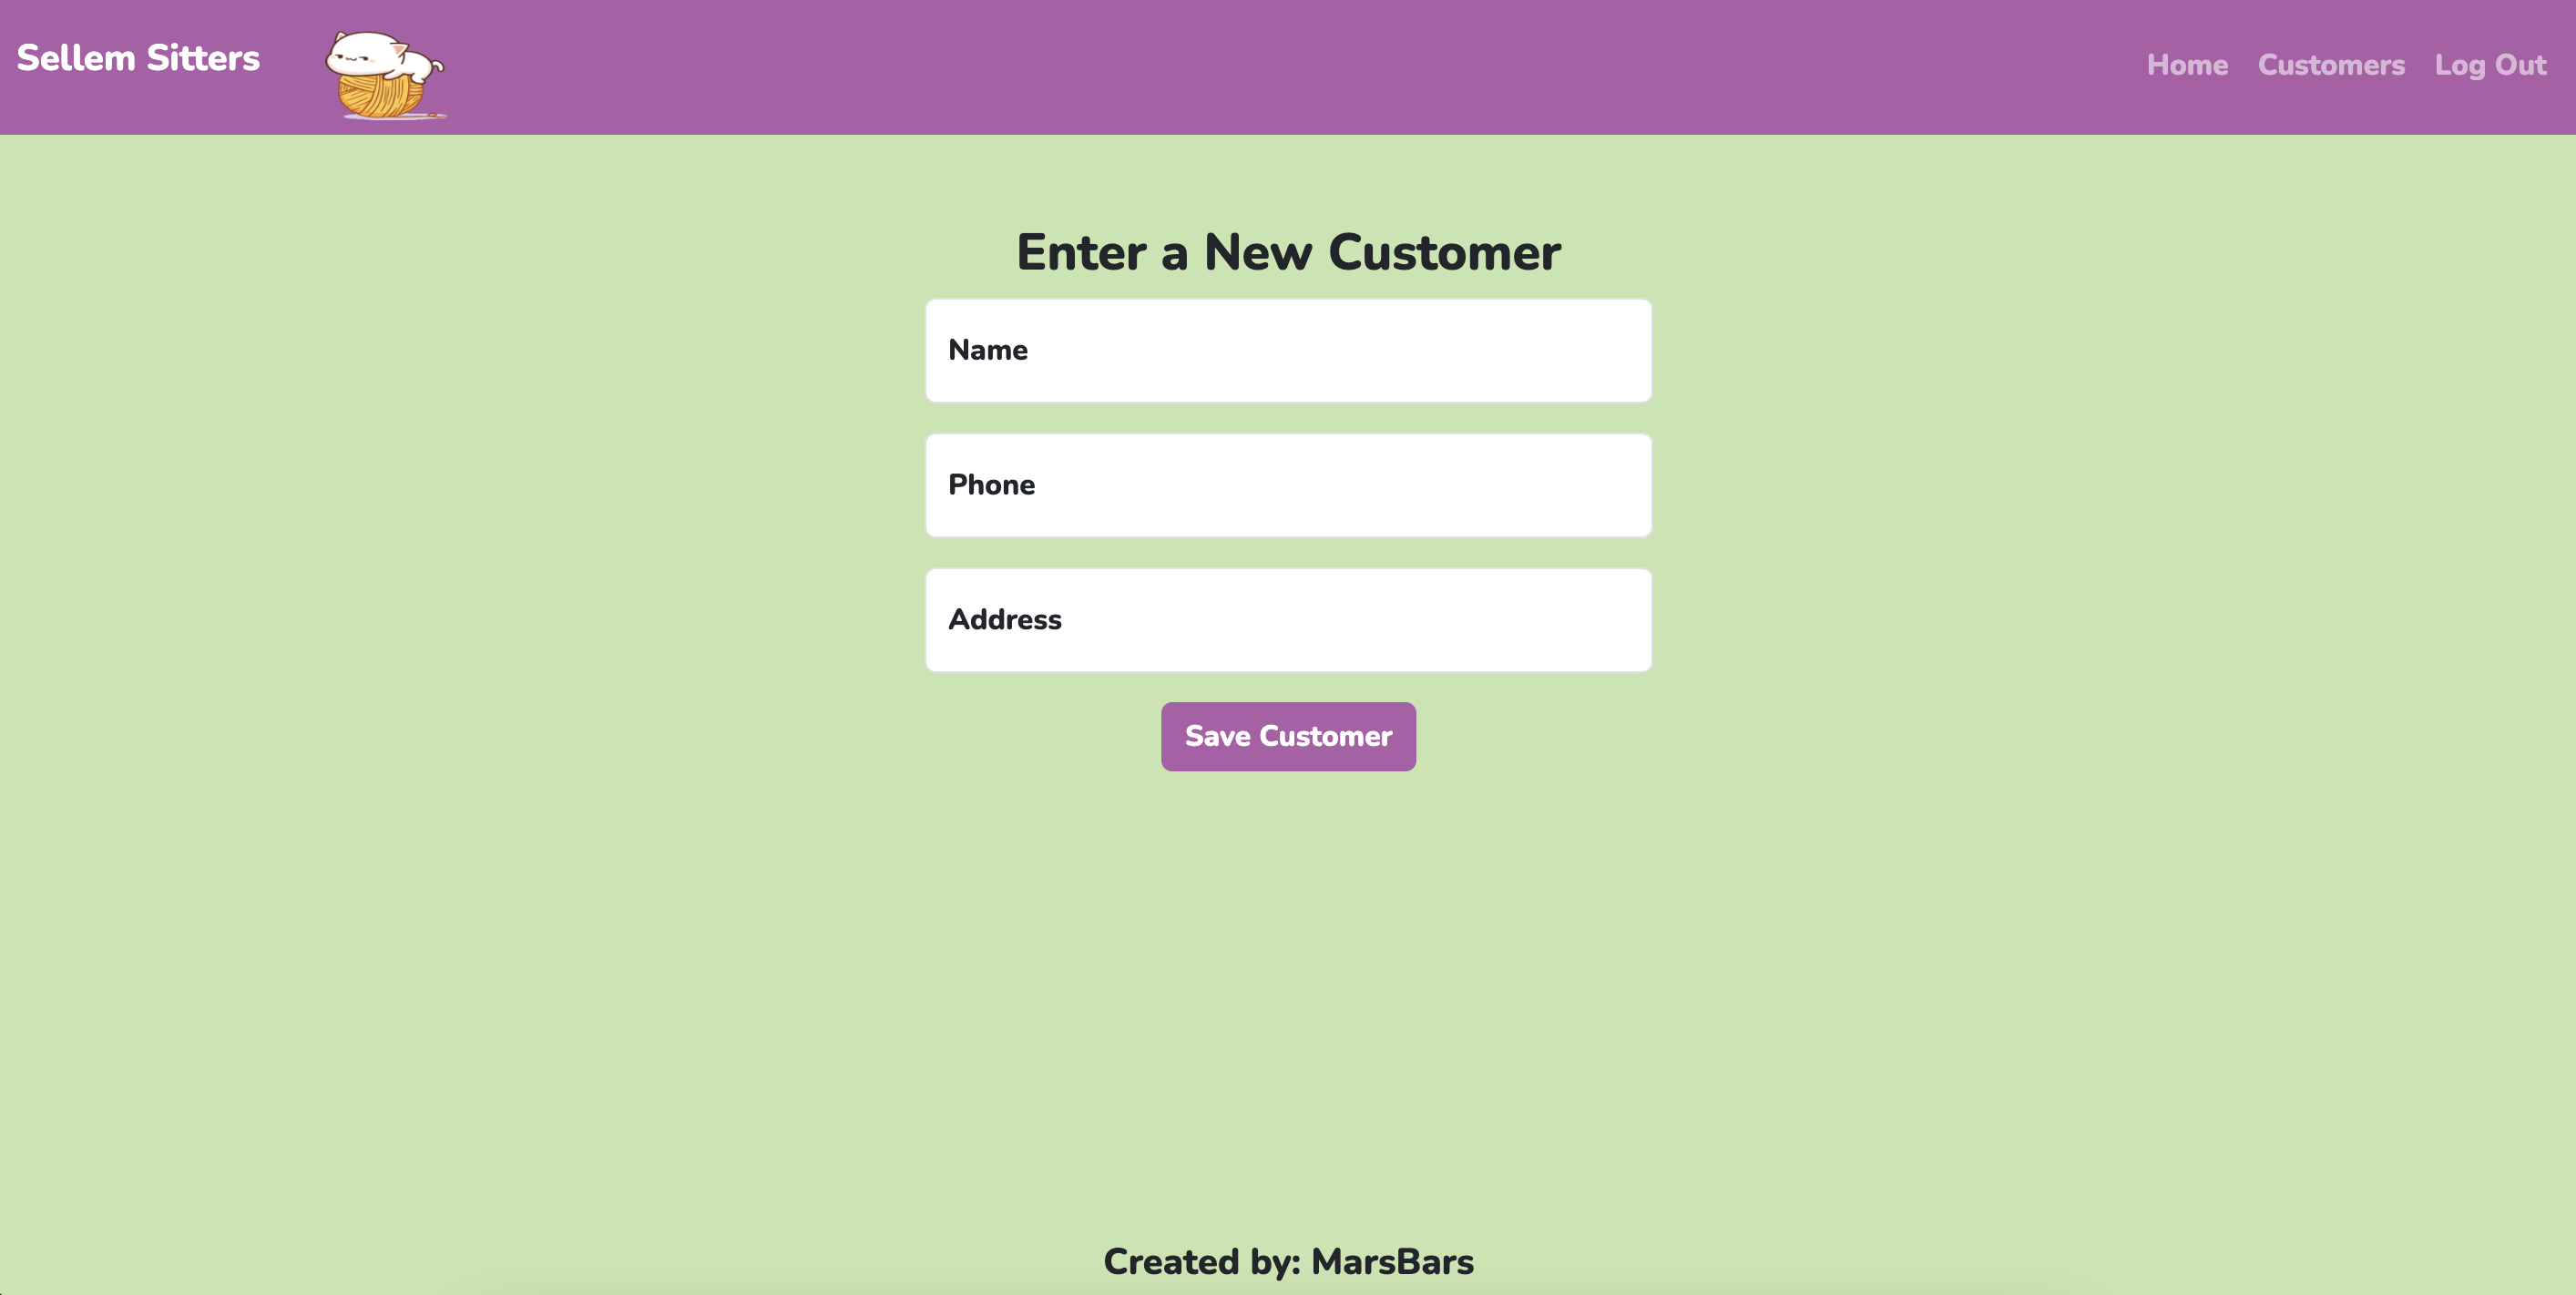 Sellem Sitters
Home Customers Log Out
Enter a New Customer
Name
Phone
Address
Save Customer
Created by: MarsBars